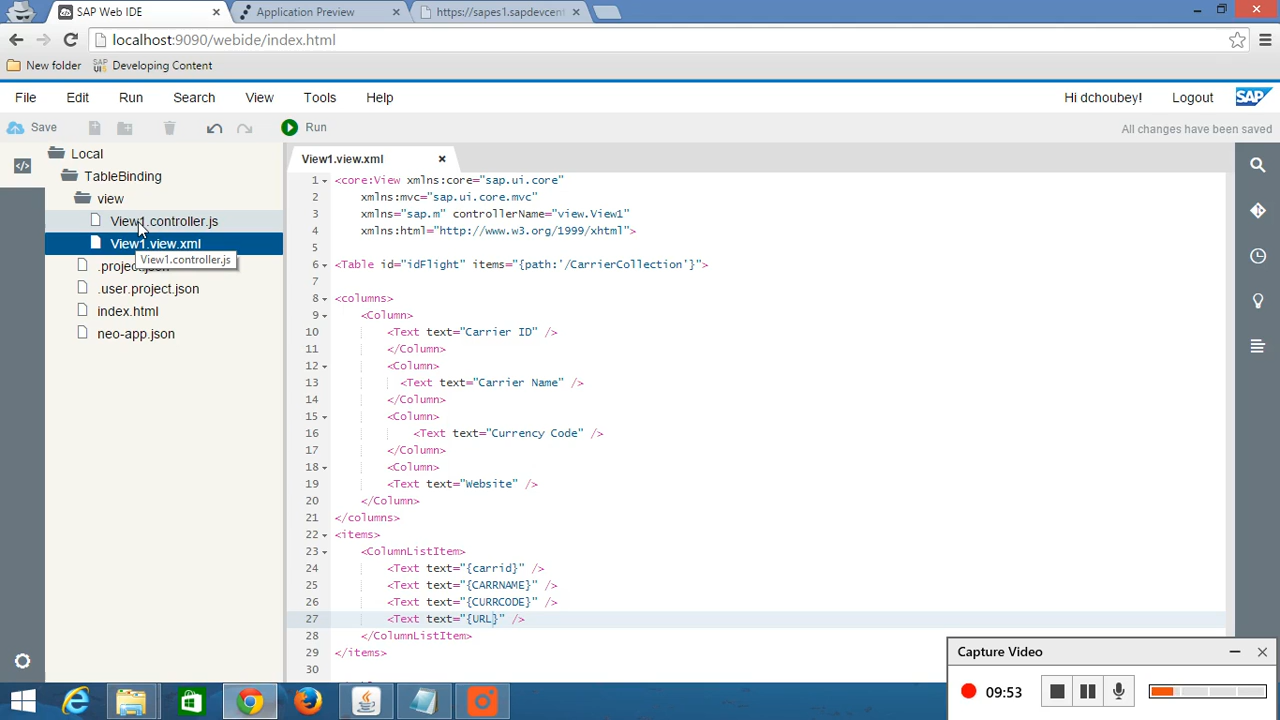 SAP Web IDE
Application Preview
https://sapes1.sapdevcent
localhost:9090/webide/index.html
New folder
Developing Content
File Edit Run Search View Tools Help
Hi dchoubey! Logout SAP
Save
Run
All changes have been saved
Local
TableBinding
view
View1.controller.js
View1.view.xml
View1.controller.js
.project.json
.user.project.json
index.html
neo-app.json
View1.view.xml
1 <core:View xmlns:core="sap.ui.core"
2 xmlns:mvc="sap.ui.core.mvc"
3 xmlns="sap.m" controllerName="view.View1"
4 xmlns:html="http://www.w3.org/1999/xhtml">
5
6 <Table id="idFlight" items="{path:'/CarrierCollection'}">
7
8 <columns>
9 <Column>
10 <Text text="Carrier ID" />
11 </Column>
12 <Column>
13 <Text text="Carrier Name" />
14 </Column>
15 <Column>
16 <Text text="Currency Code" />
17 </Column>
18 <Column>
19 <Text text="Website" />
20 </Column>
21 </columns>
22 <items>
23 <ColumnListItem>
24 <Text text="{carrid}" />
25 <Text text="{CARRNAME}" />
26 <Text text="{CURRCODE}" />
27 <Text text="{URL}" />
28 </ColumnListItem>
29 </items>
30
Capture Video
09:53